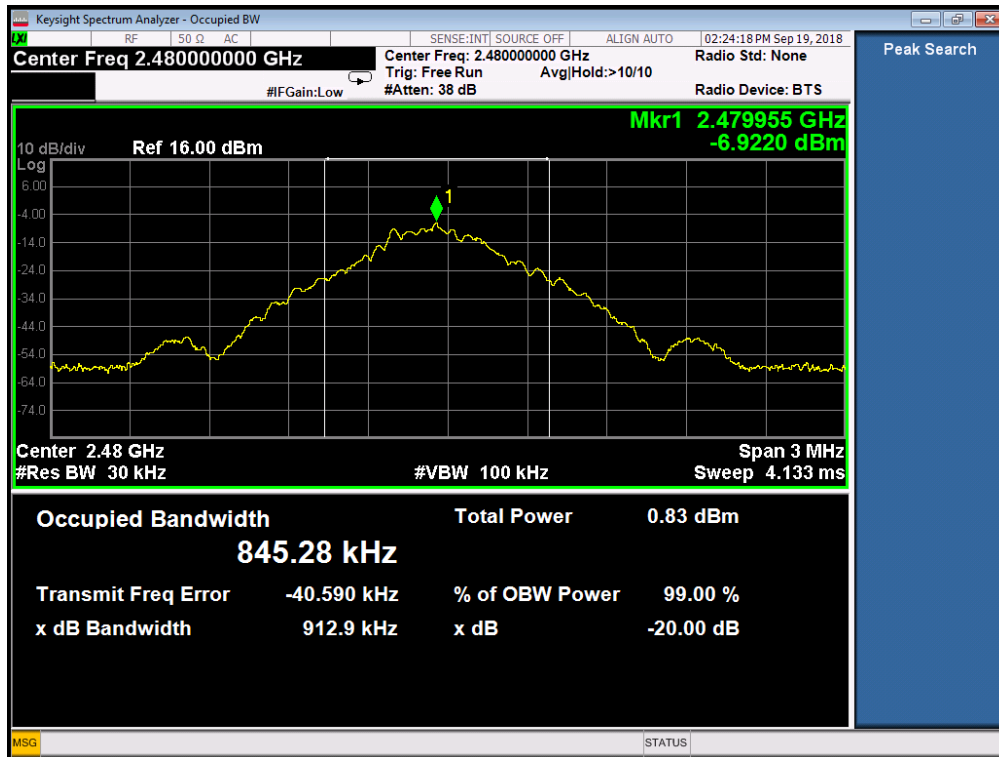 Keysight Spectrum Analyzer - Occupied BW
LXI RF 50 Ω AC SENSE:INT SOURCE OFF ALIGN AUTO 02:24:18 PM Sep 19, 2018
Center Freq 2.480000000 GHz
Center Freq: 2.480000000 GHz
Radio Std: None
Trig: Free Run Avg|Hold:>10/10
#IFGain:Low
#Atten: 38 dB
Radio Device: BTS
Peak Search
Mkr1 2.479955 GHz
-6.9220 dBm
10 dB/div Ref 16.00 dBm
Log
6.00
-4.00
-14.0
-24.0
-34.0
-44.0
-54.0
-64.0
-74.0
1
Center 2.48 GHz Span 3 MHz
#Res BW 30 kHz #VBW 100 kHz Sweep 4.133 ms
Occupied Bandwidth Total Power 0.83 dBm
845.28 kHz
Transmit Freq Error -40.590 kHz % of OBW Power 99.00 %
x dB Bandwidth 912.9 kHz x dB -20.00 dB
MSG STATUS